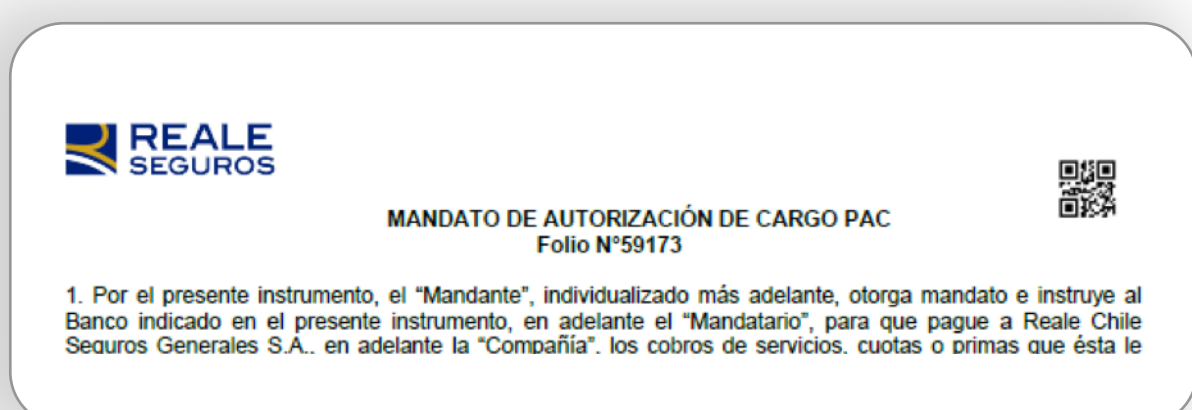 REALE
SEGUROS
MANDATO DE AUTORIZACIÓN DE CARGO PAC
Folio N°59173
1. Por el presente instrumento, el “Mandante”, individualizado más adelante, otorga mandato e instruye al
Banco indicado en el presente instrumento, en adelante el “Mandatario”, para que pague a Reale Chile
Seguros Generales S.A., en adelante la “Compañía”, los cobros de servicios, cuotas o primas que ésta le